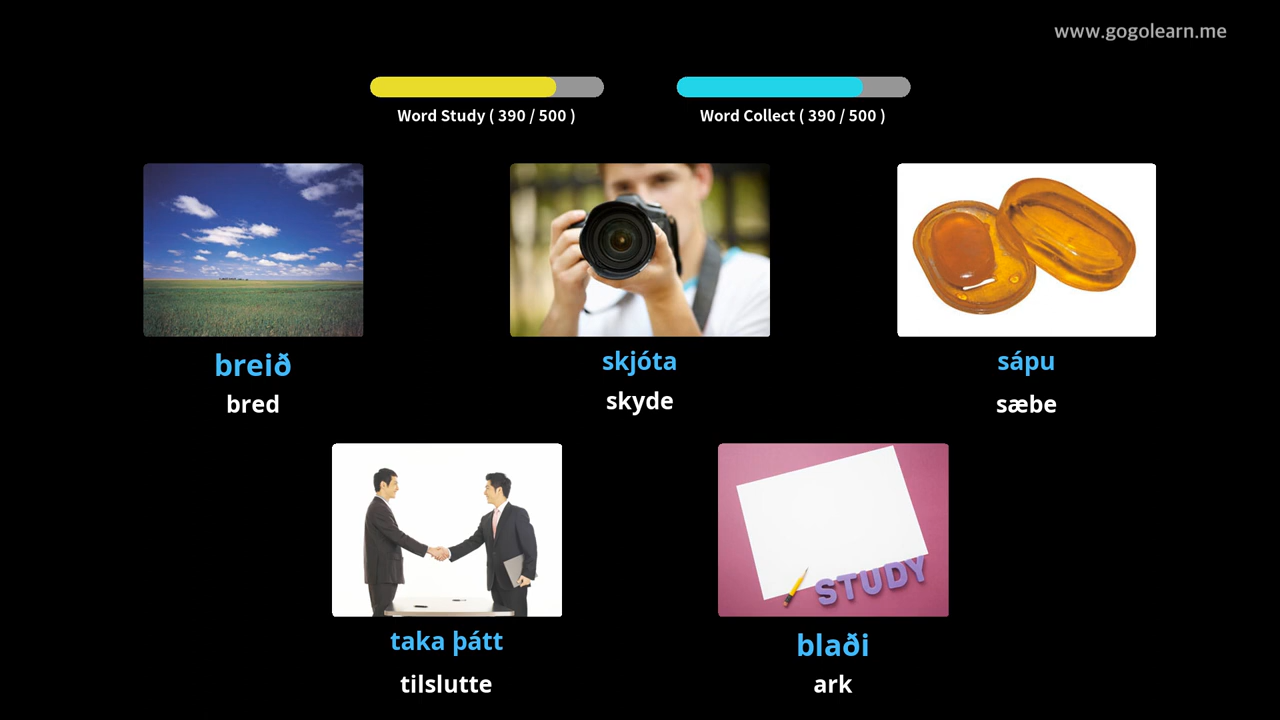 www.gogolearn.me
Word Study ( 390 / 500 )
Word Collect ( 390 / 500 )
breið
bred
skjóta
skyde
sápu
sæbe
STUDY
taka þátt
tilslutte
blaði
ark